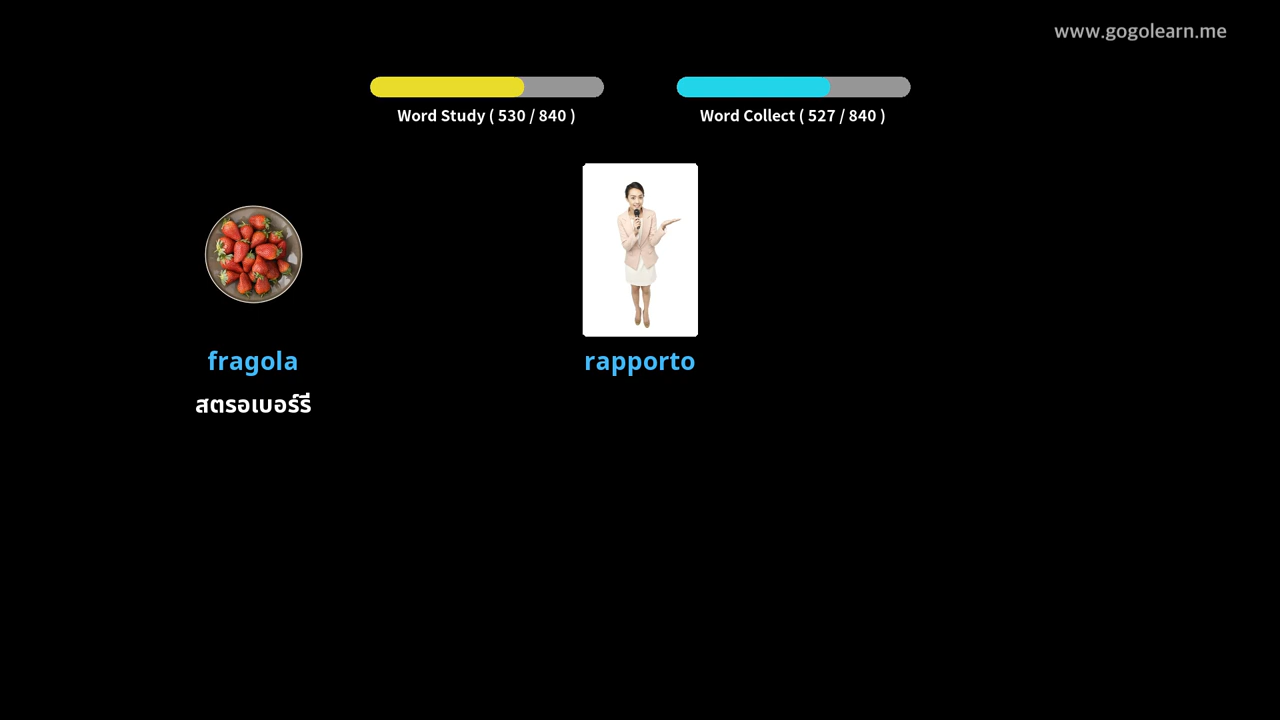 www.gogolearn.me
Word Study ( 530 / 840 )
Word Collect ( 527 / 840 )
fragola
rapporto
สตรอเบอร์รี